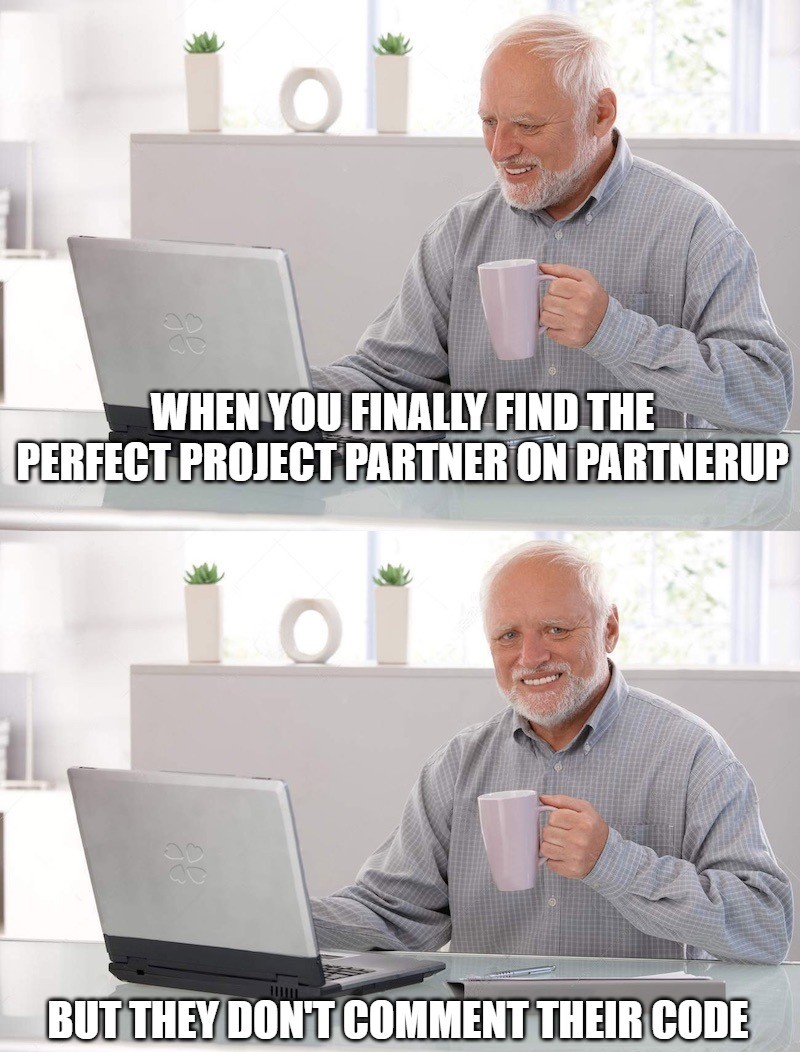 WHEN YOU FINALLY FIND THE
PERFECT PROJECT PARTNER ON PARTNERUP
BUT THEY DON'T COMMENT THEIR CODE